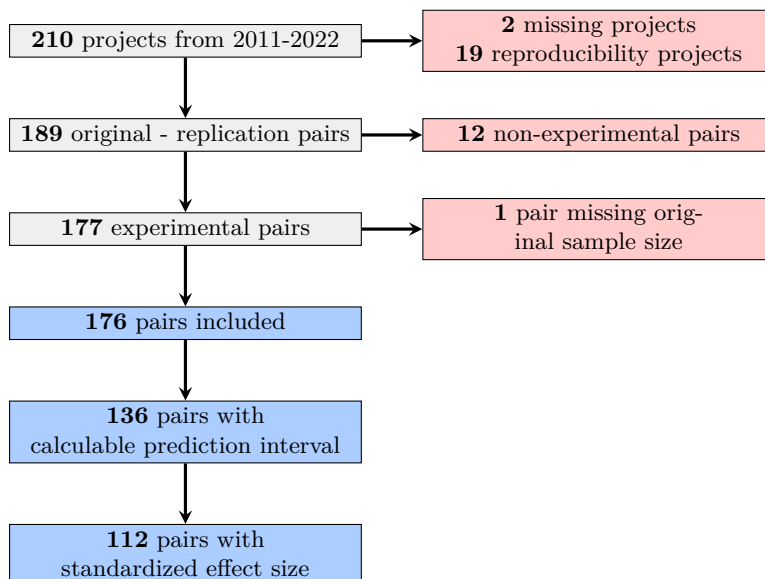 210 projects from 2011-2022
2 missing projects
19 reproducibility projects
189 original - replication pairs
12 non-experimental pairs
177 experimental pairs
1 pair missing orig-
inal sample size
176 pairs included
136 pairs with
calculable prediction interval
112 pairs with
standardized effect size